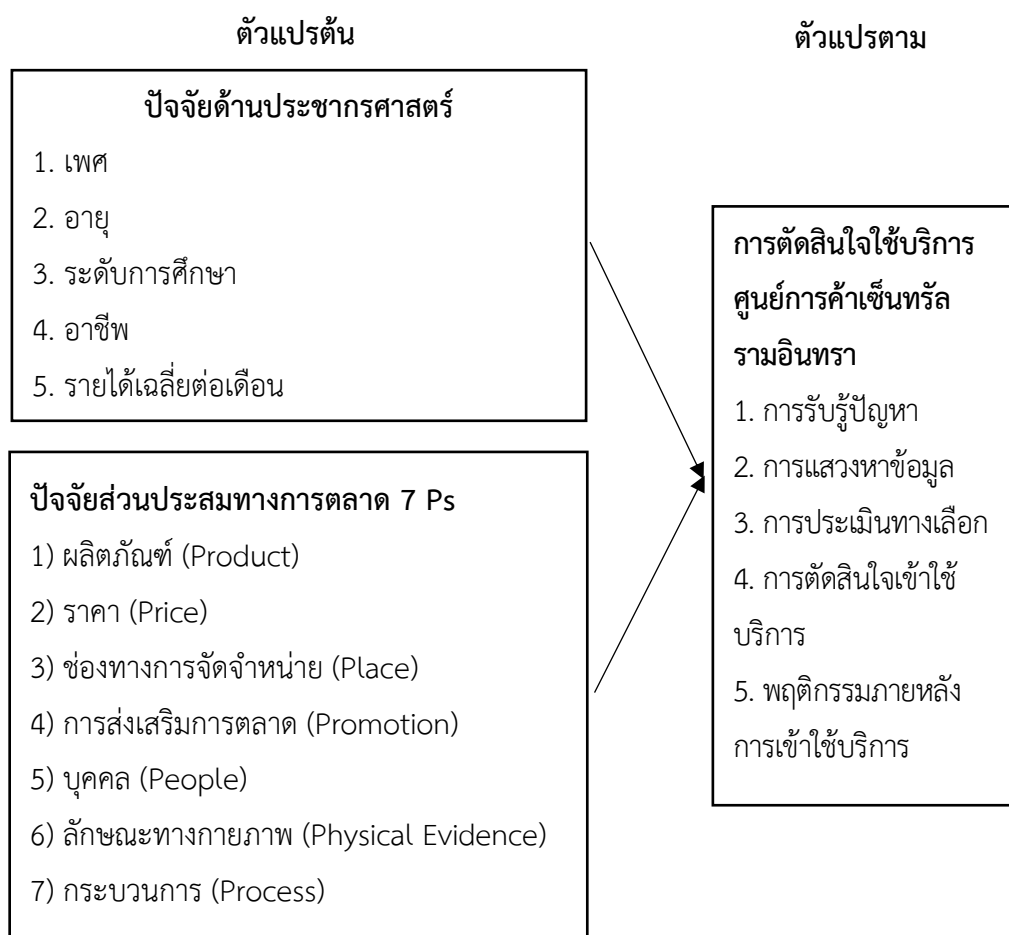 ตัวแปรต้น
ปัจจัยด้านประชากรศาสตร์
1. เพศ
2. อายุ
3. ระดับการศึกษา
4. อาชีพ
5. รายได้เฉลี่ยต่อเดือน
ปัจจัยส่วนประสมทางการตลาด 7 Ps
1) ผลิตภัณฑ์ (Product)
2) ราคา (Price)
3) ช่องทางการจัดจำหน่าย (Place)
4) การส่งเสริมการตลาด (Promotion)
5) บุคคล (People)
6) ลักษณะทางกายภาพ (Physical Evidence)
7) กระบวนการ (Process)
ตัวแปรตาม
การตัดสินใจใช้บริการ
ศูนย์การค้าเซ็นทรัล
รามอินทรา
1. การรับรู้ปัญหา
2. การแสวงหาข้อมูล
3. การประเมินทางเลือก
4. การตัดสินใจเข้าใช้
บริการ
5. พฤติกรรมภายหลัง
การเข้าใช้บริการ